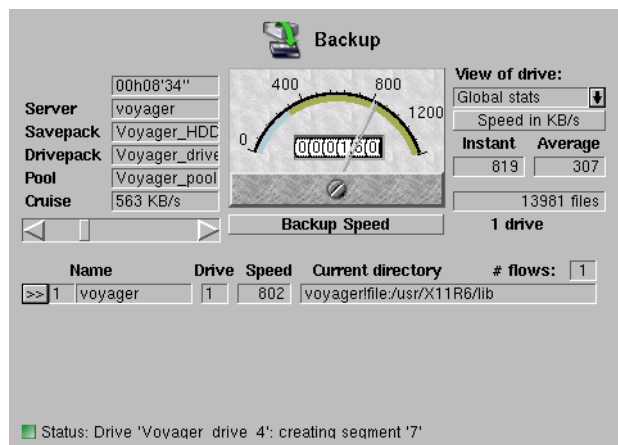 Backup
00h08'34"
Server voyager
Savepack Voyager_HDD
Drivepack Voyager_drive
Pool Voyager_pool
Cruise 563 KB/s
0 400 800 1200
Backup Speed
View of drive:
Global stats
Speed in KB/s
Instant Average
819 307
13981 files
1 drive
Name Drive Speed Current directory # flows: 1
>> 1 voyager 1 802 voyager!file:/usr/X11R6/lib
Status: Drive 'Voyager_drive_4': creating segment '7'